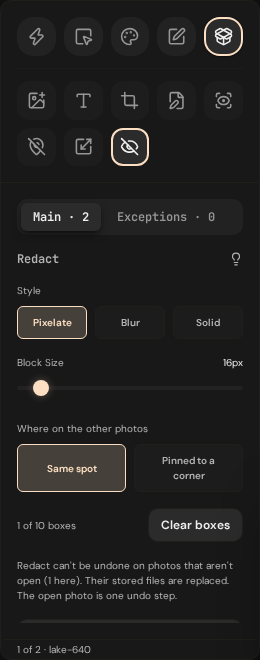 Main · 2
Exceptions · 0
Redact
Style
Pixelate
Blur
Solid
Block Size
16px
Where on the other photos
Same spot
Pinned to a
corner
1 of 10 boxes
Clear boxes
Redact can't be undone on photos that aren't
open (1 here). Their stored files are replaced.
The open photo is one undo step.
1 of 2 · lake-640